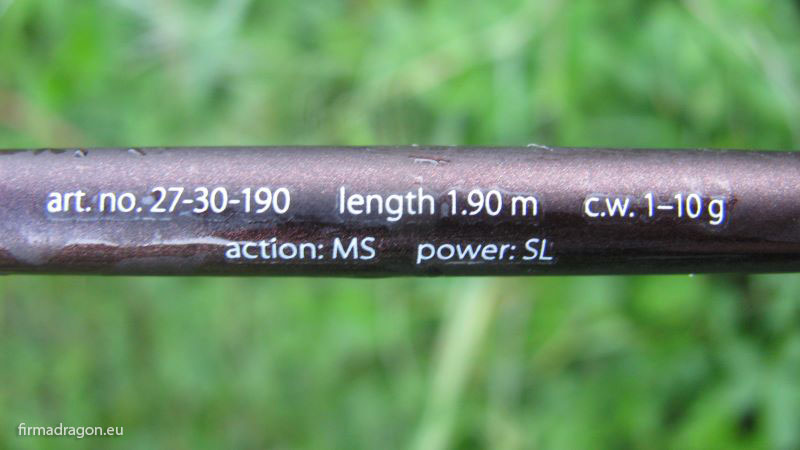 art. no. 27-30-190 length 1.90 m c.w. 1–10 g
action: MS power: SL
firmadragon.eu